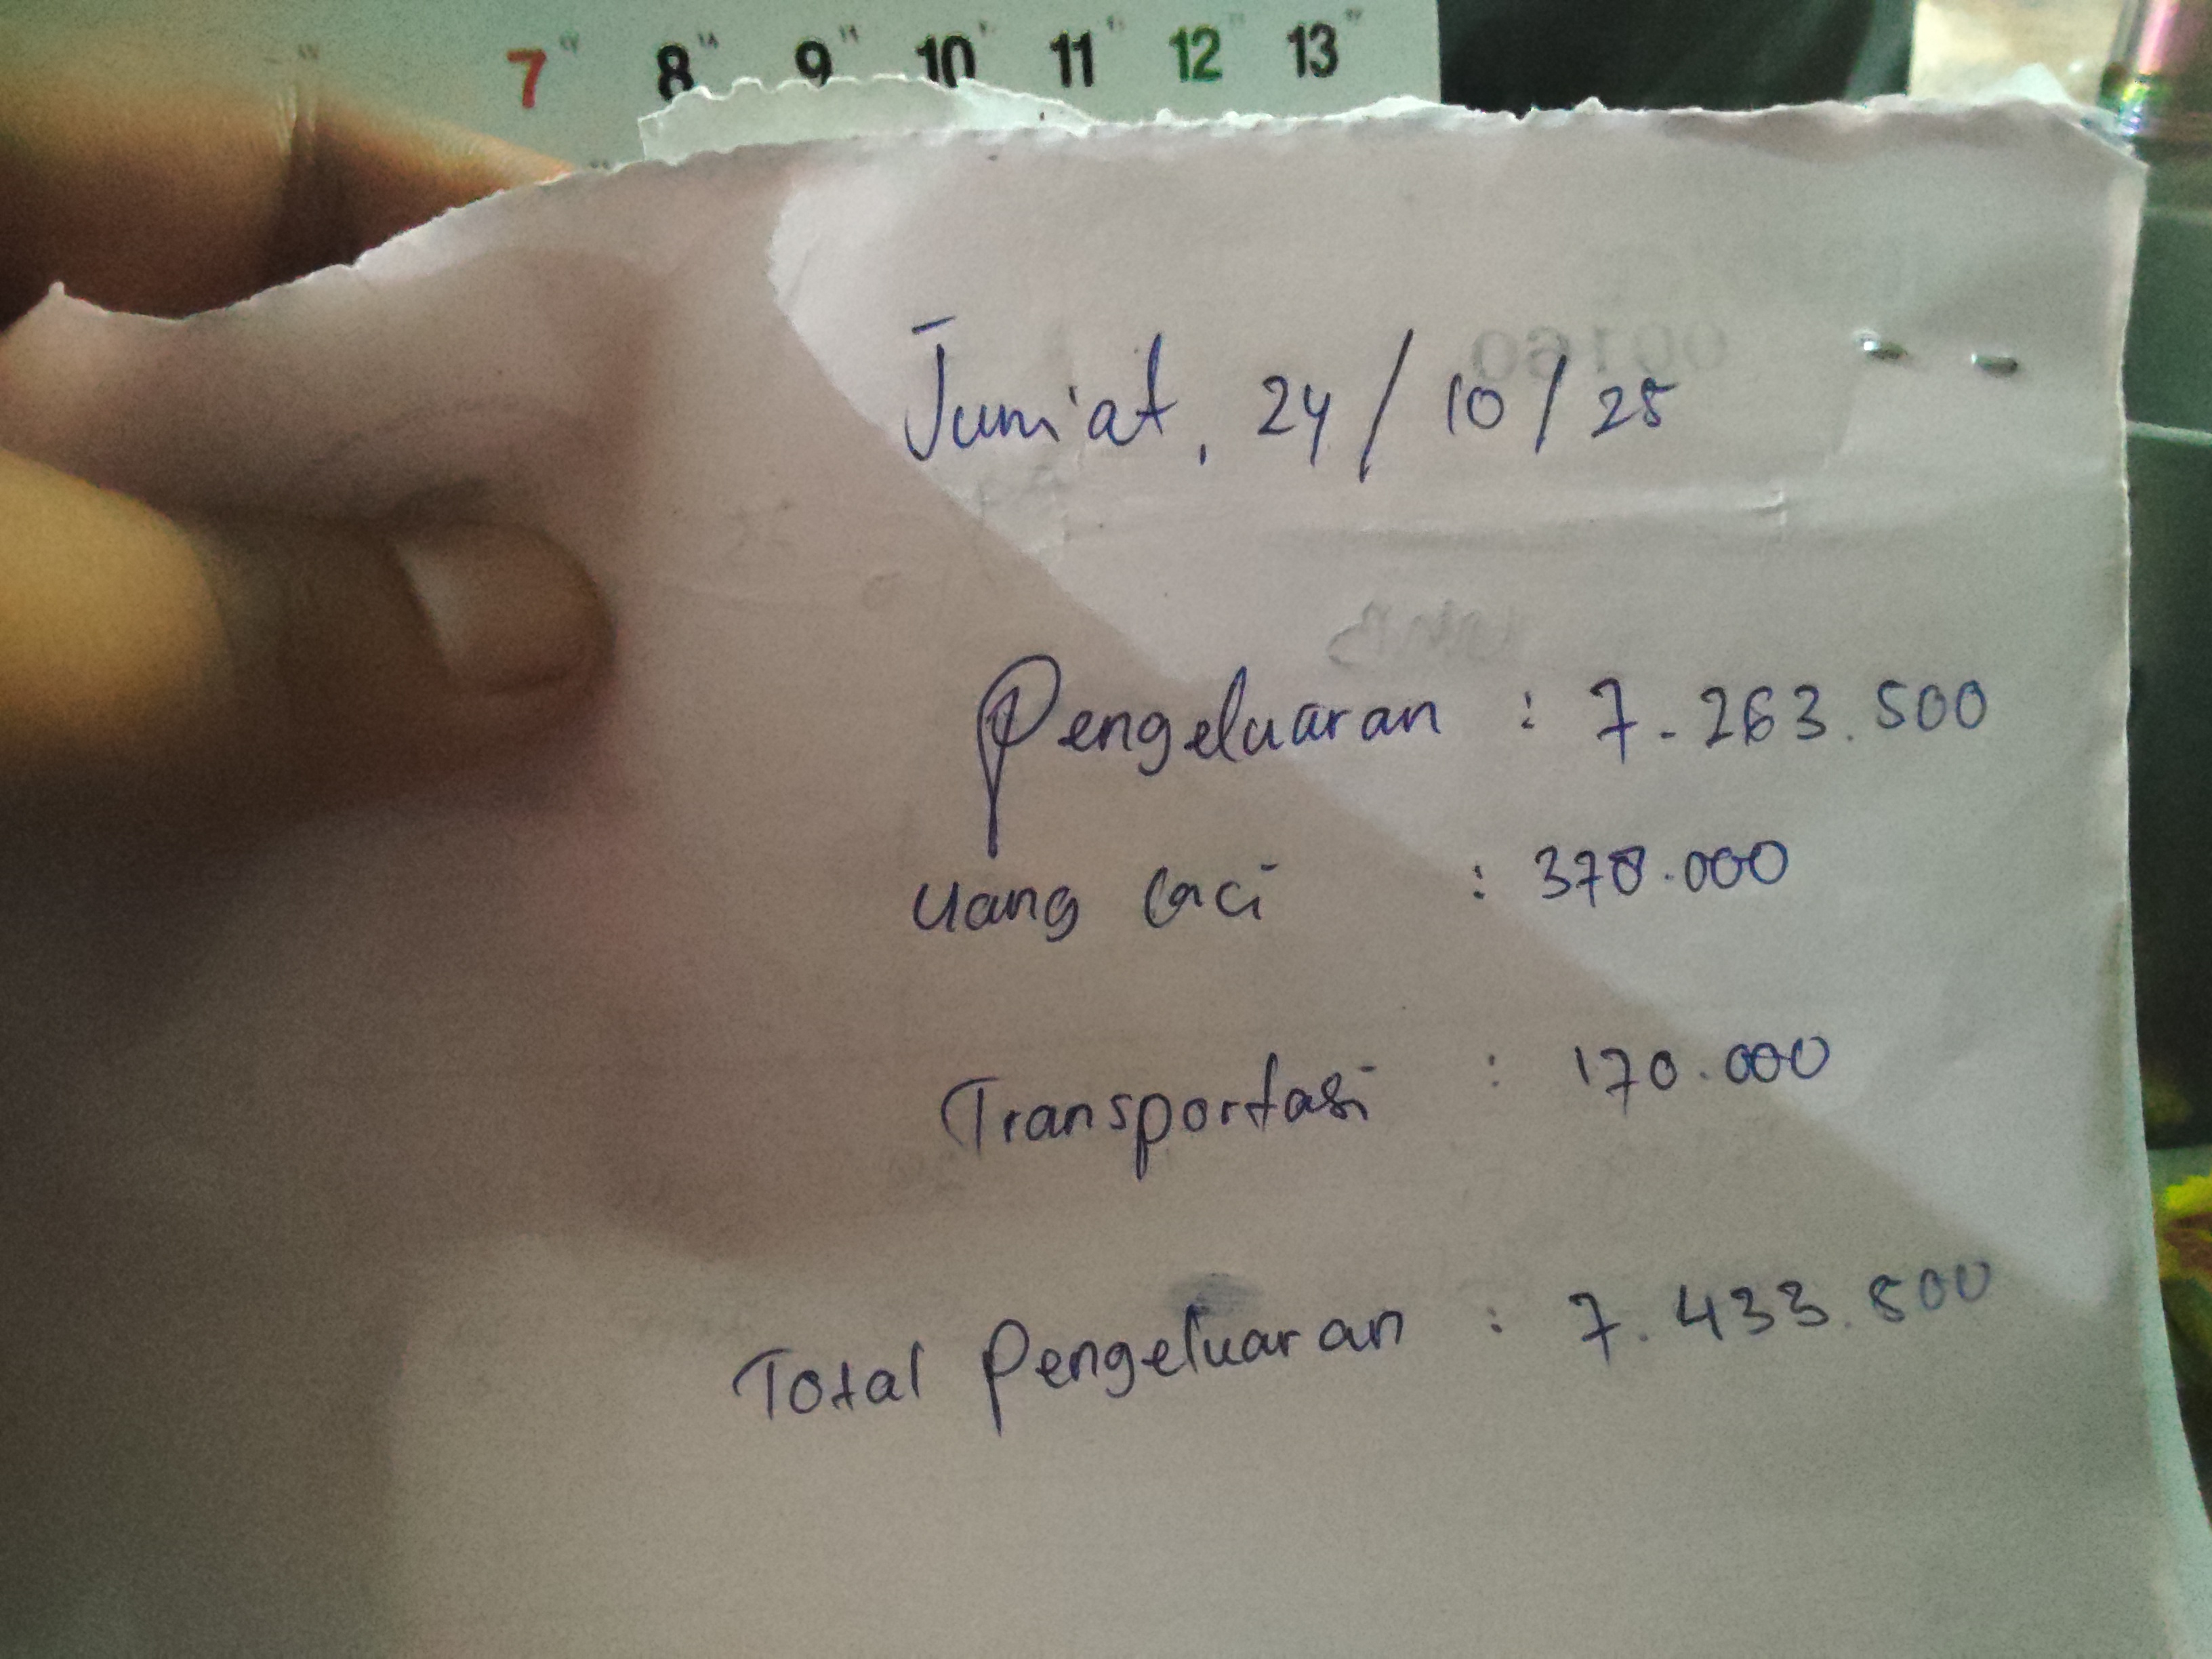 7 8 9 10 11 12 13
Jum'at, 24/10/25
Pengeluaran : 7.263.500
Uang laci : 370.000
Transportasi : 170.000
Total Pengeluaran : 7.433.500